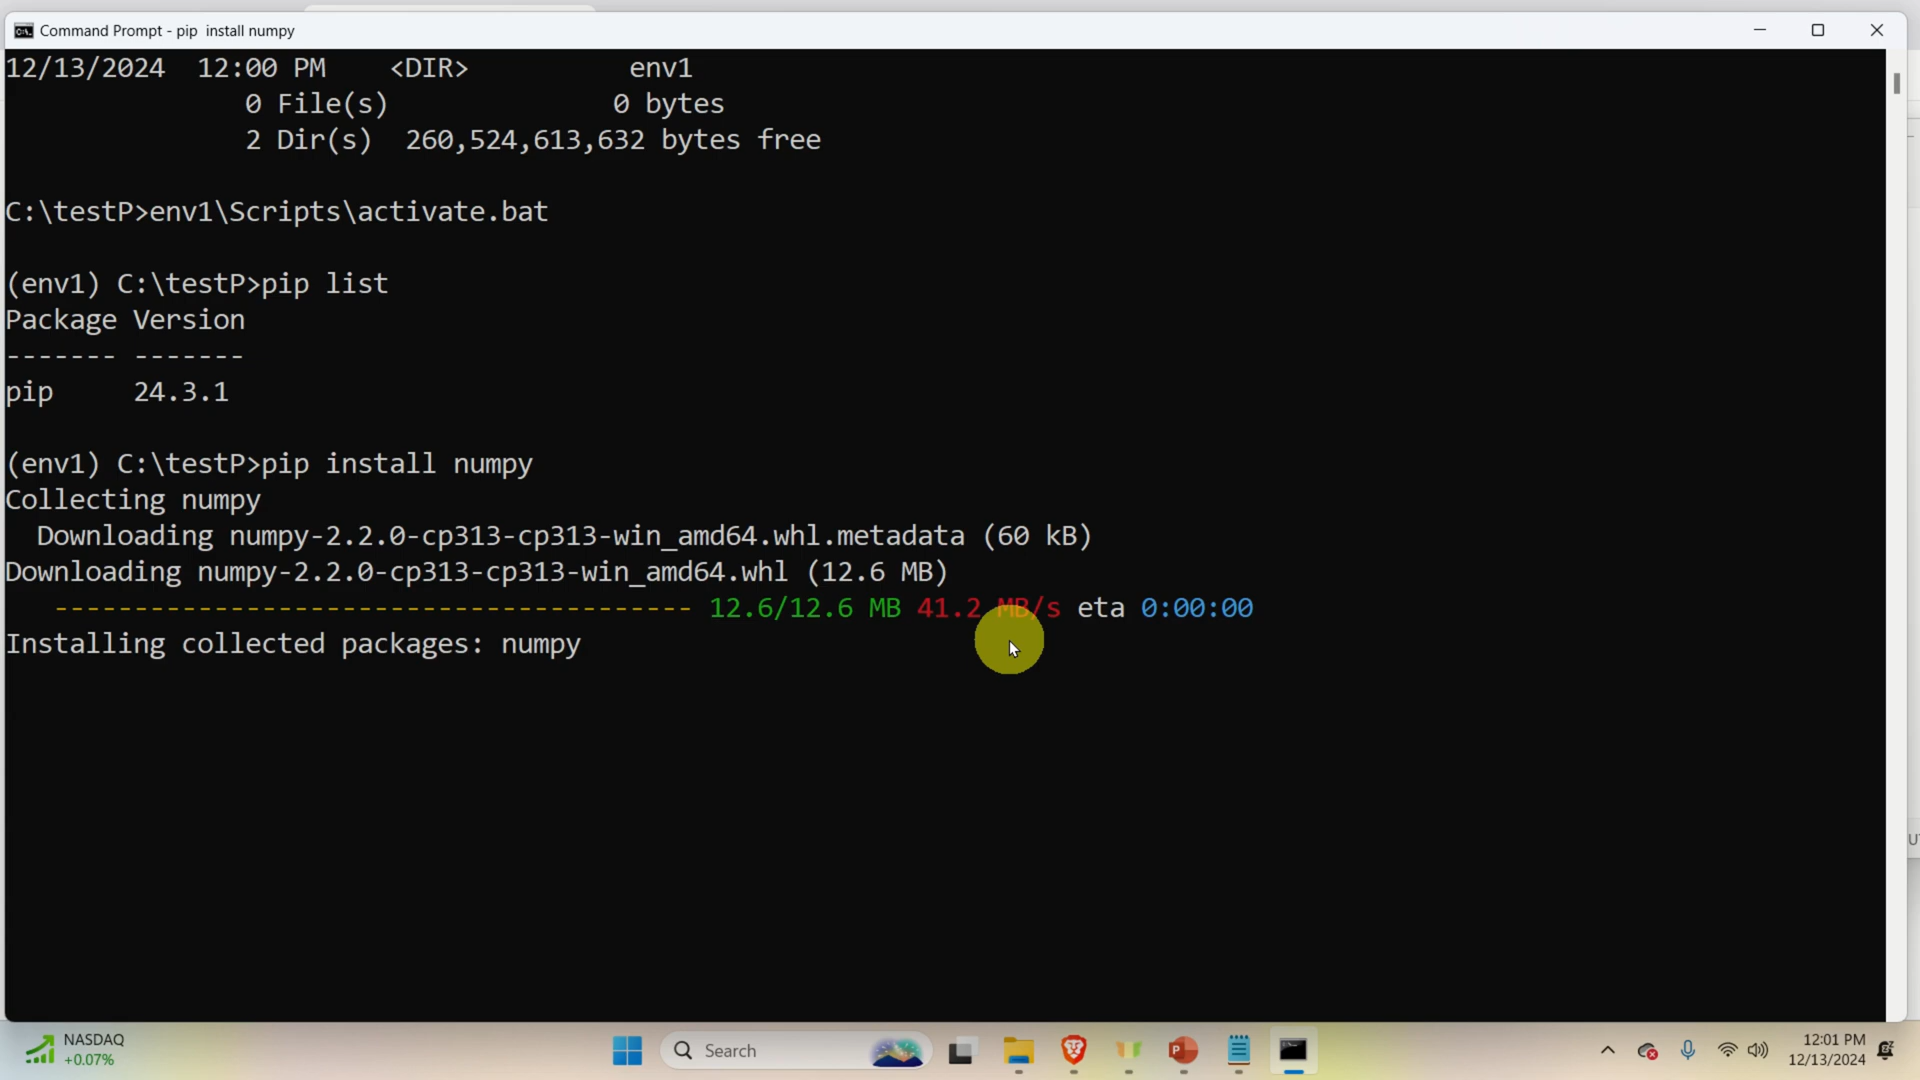 Command Prompt - pip  install numpy
12/13/2024  12:00 PM    <DIR>          env1
               0 File(s)              0 bytes
               2 Dir(s)  260,524,613,632 bytes free
C:\testP>env1\Scripts\activate.bat
(env1) C:\testP>pip list
Package Version
------- -------
pip     24.3.1
(env1) C:\testP>pip install numpy
Collecting numpy
  Downloading numpy-2.2.0-cp313-cp313-win_amd64.whl.metadata (60 kB)
Downloading numpy-2.2.0-cp313-cp313-win_amd64.whl (12.6 MB)
   ---------------------------------------- 12.6/12.6 MB 41.2 MB/s eta 0:00:00
Installing collected packages: numpy
NASDAQ
+0.07%
Search
12:01 PM
12/13/2024